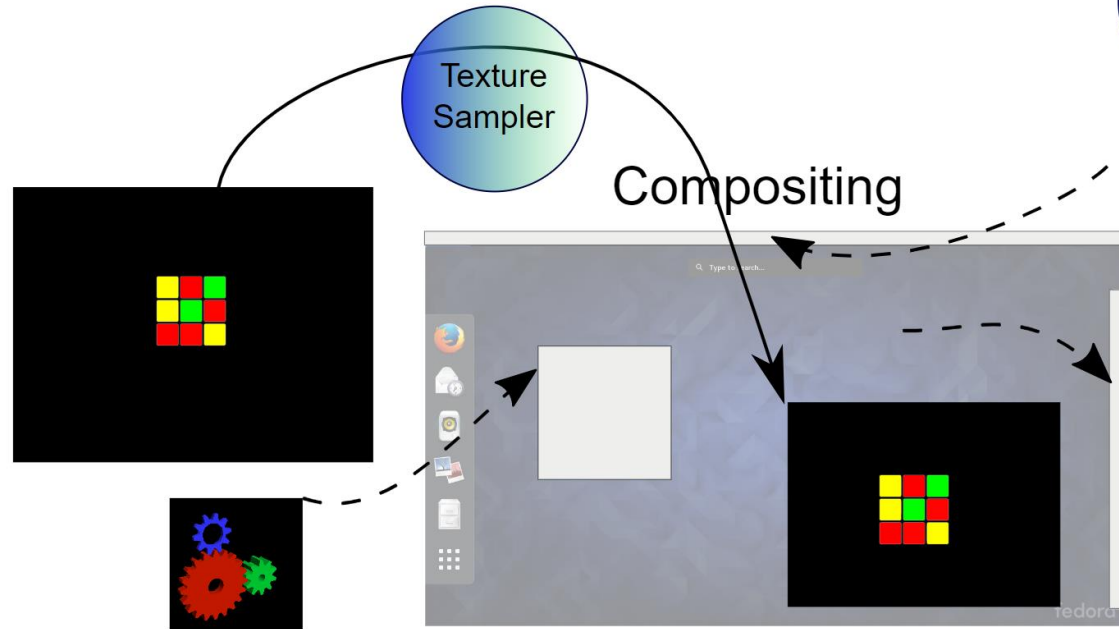 Texture
Sampler
Compositing
Type to search...
fedora